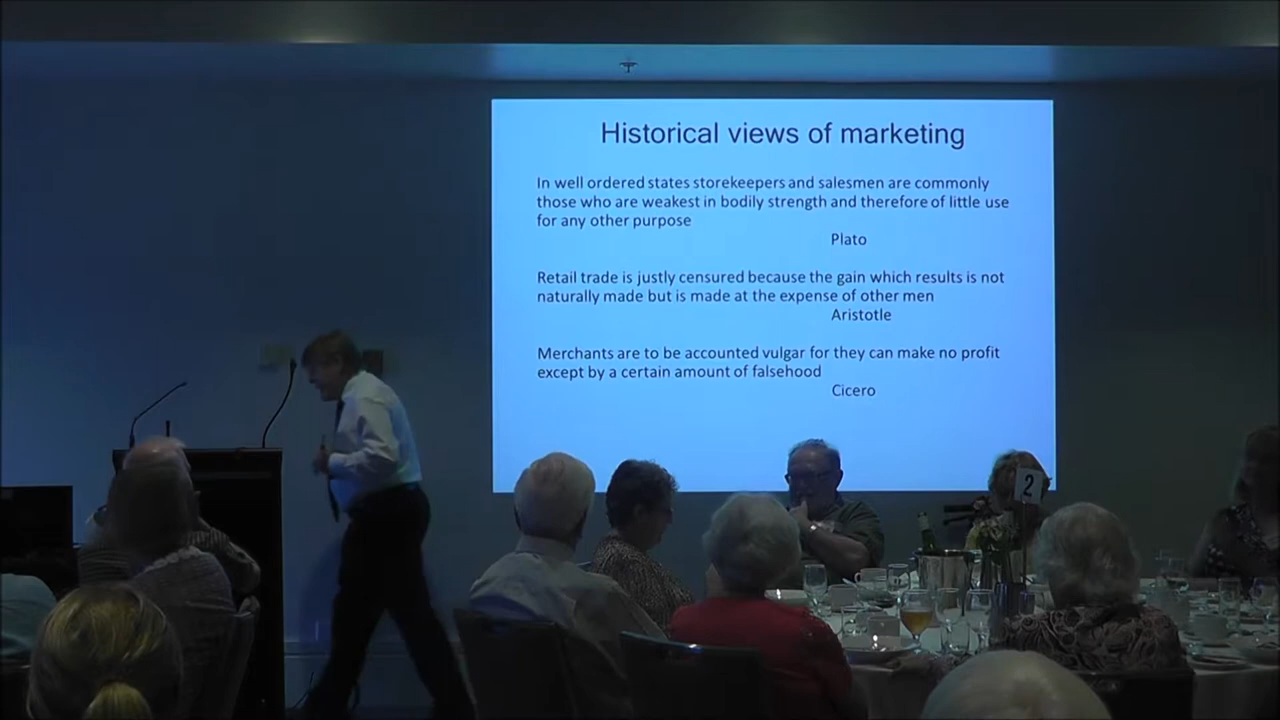 Historical views of marketing
In well ordered states storekeepers and salesmen are commonly
those who are weakest in bodily strength and therefore of little use
for any other purpose
Plato
Retail trade is justly censured because the gain which results is not
naturally made but is made at the expense of other men
Aristotle
Merchants are to be accounted vulgar for they can make no profit
except by a certain amount of falsehood
Cicero
2